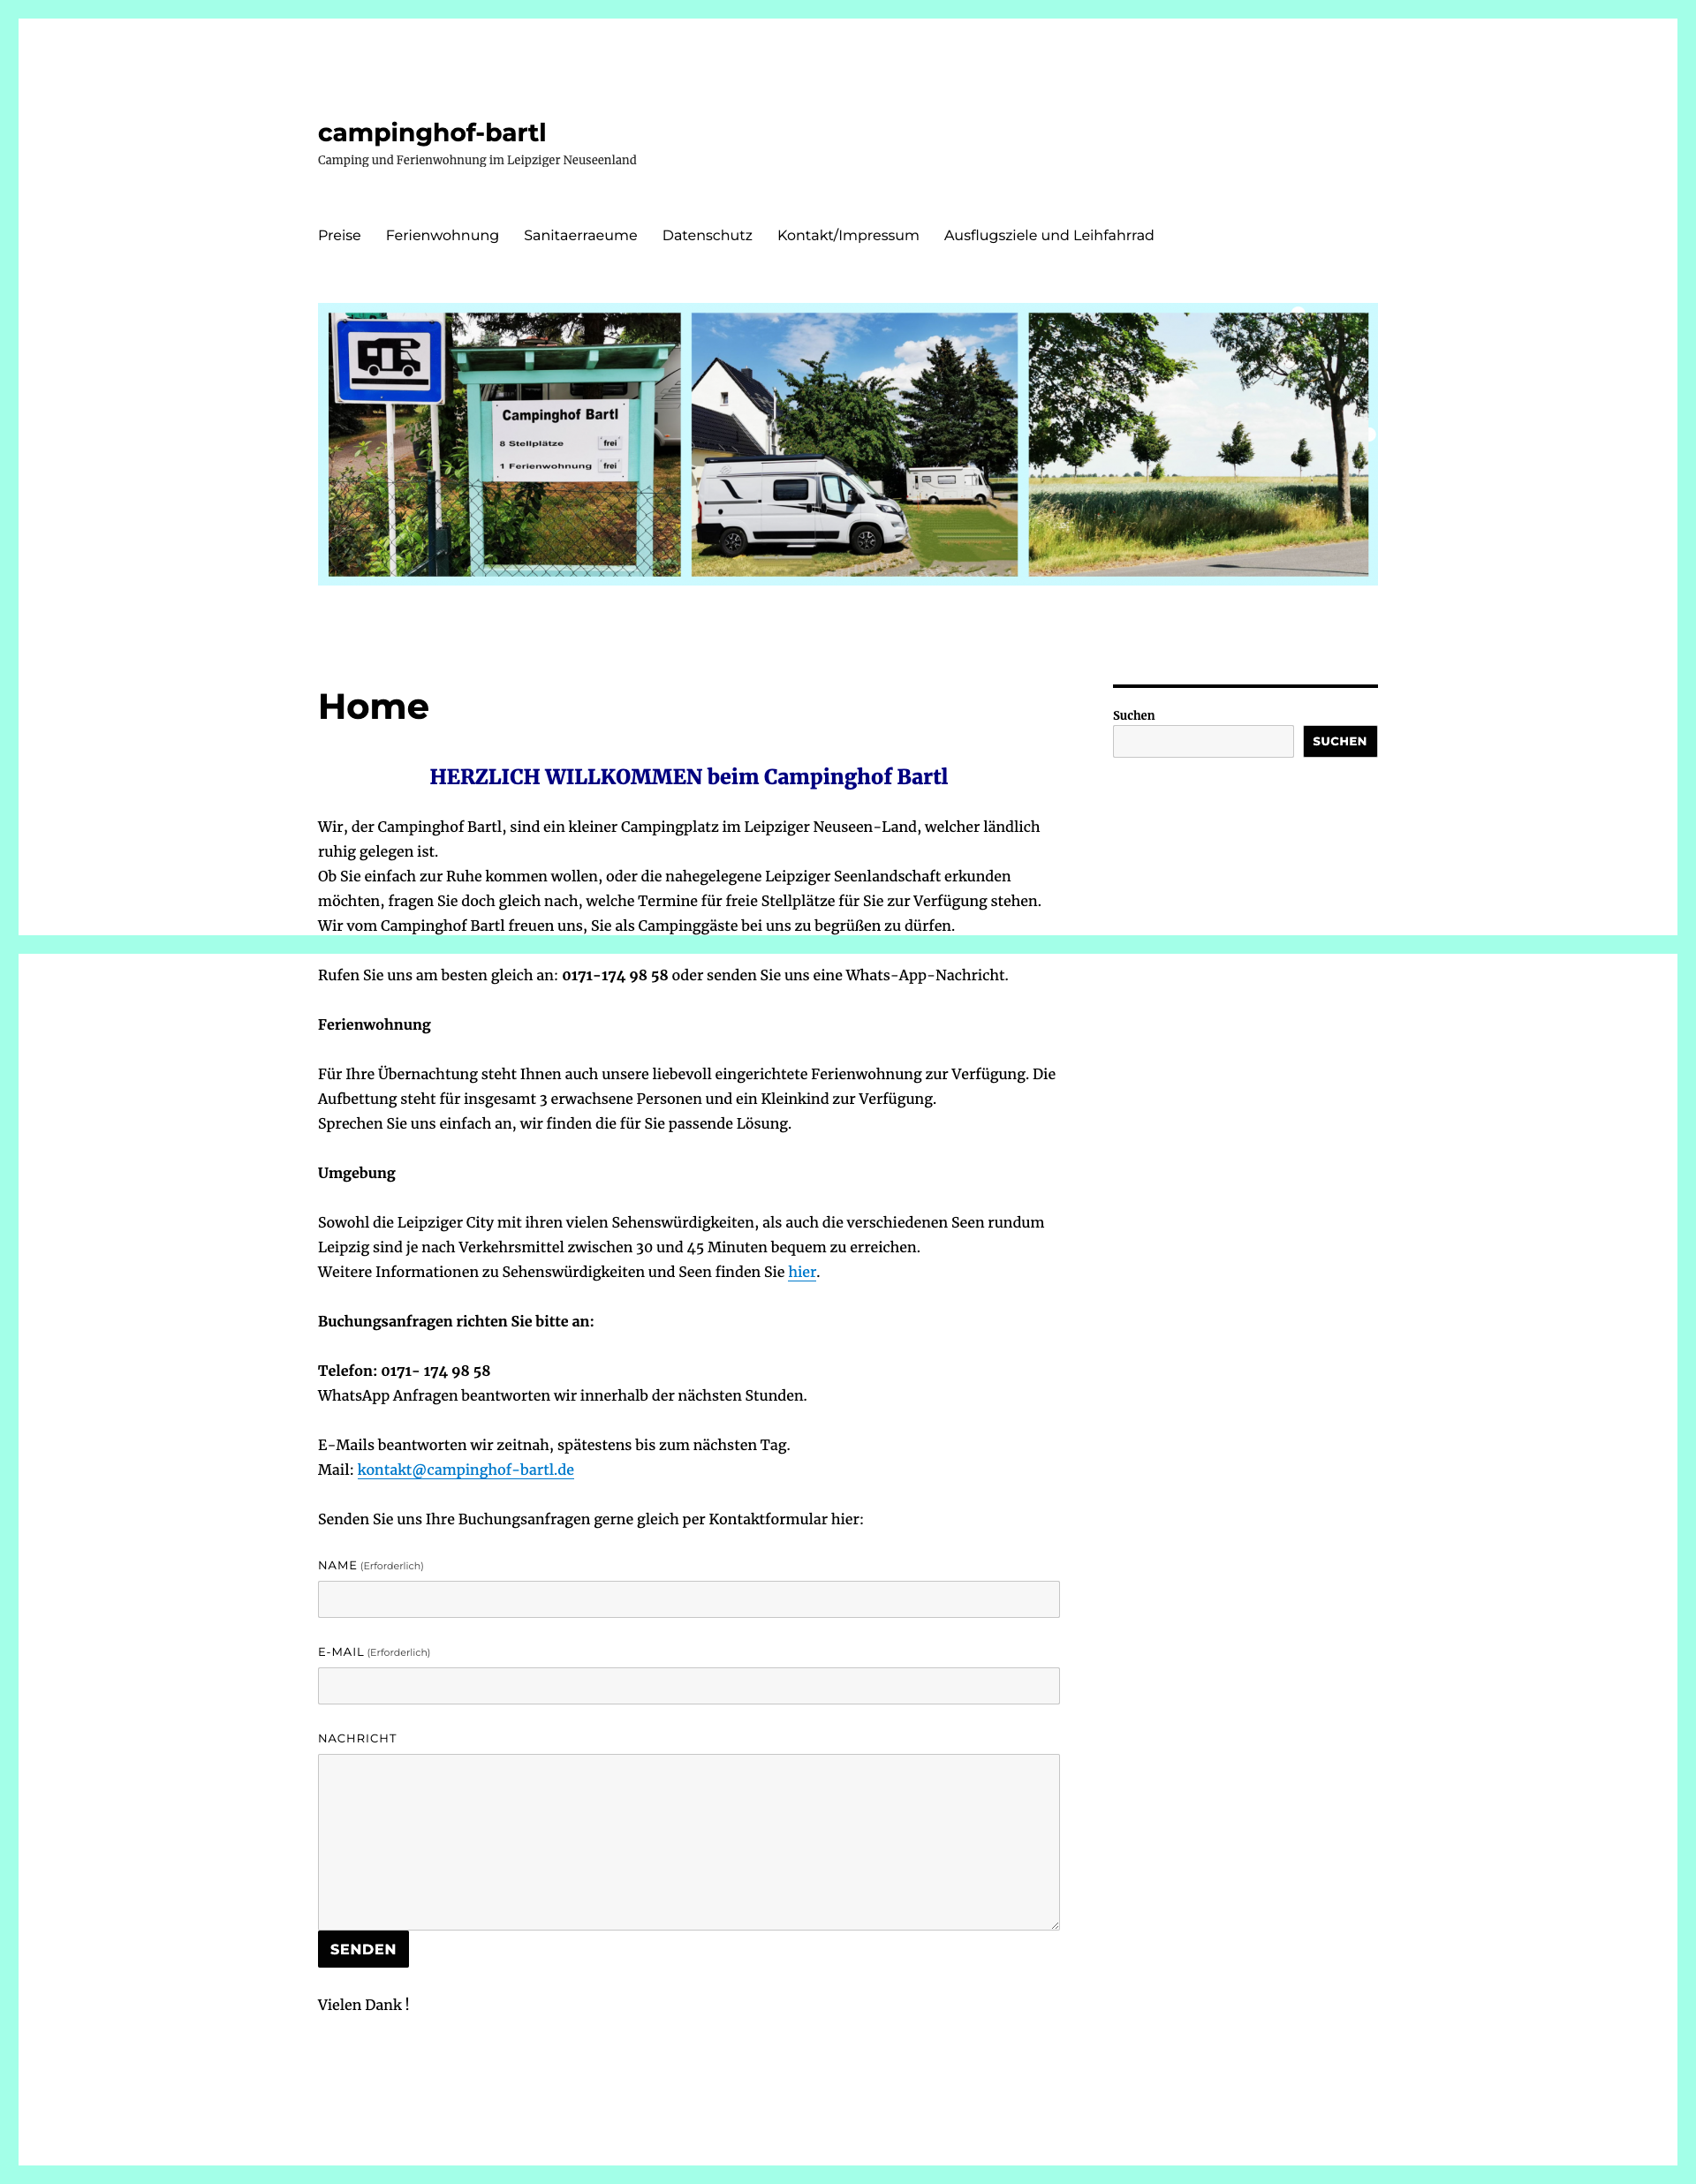 campinghof-bartl
Camping und Ferienwohnung im Leipziger Neuseenland
Preise Ferienwohnung Sanitaerraeume Datenschutz Kontakt/Impressum Ausflugsziele und Leihfahrrad
Campinghof Bartl
8 Stellplätze frei
1 Ferienwohnung frei
Home
Suchen
SUCHEN
HERZLICH WILLKOMMEN beim Campinghof Bartl
Wir, der Campinghof Bartl, sind ein kleiner Campingplatz im Leipziger Neuseen-Land, welcher ländlich
ruhig gelegen ist.
Ob Sie einfach zur Ruhe kommen wollen, oder die nahegelegene Leipziger Seenlandschaft erkunden
möchten, fragen Sie doch gleich nach, welche Termine für freie Stellplätze für Sie zur Verfügung stehen.
Wir vom Campinghof Bartl freuen uns, Sie als Campinggäste bei uns zu begrüßen zu dürfen.
Rufen Sie uns am besten gleich an: 0171-174 98 58 oder senden Sie uns eine Whats-App-Nachricht.
Ferienwohnung
Für Ihre Übernachtung steht Ihnen auch unsere liebevoll eingerichtete Ferienwohnung zur Verfügung. Die
Aufbettung steht für insgesamt 3 erwachsene Personen und ein Kleinkind zur Verfügung.
Sprechen Sie uns einfach an, wir finden die für Sie passende Lösung.
Umgebung
Sowohl die Leipziger City mit ihren vielen Sehenswürdigkeiten, als auch die verschiedenen Seen rundum
Leipzig sind je nach Verkehrsmittel zwischen 30 und 45 Minuten bequem zu erreichen.
Weitere Informationen zu Sehenswürdigkeiten und Seen finden Sie hier.
Buchungsanfragen richten Sie bitte an:
Telefon: 0171- 174 98 58
WhatsApp Anfragen beantworten wir innerhalb der nächsten Stunden.
E-Mails beantworten wir zeitnah, spätestens bis zum nächsten Tag.
Mail: kontakt@campinghof-bartl.de
Senden Sie uns Ihre Buchungsanfragen gerne gleich per Kontaktformular hier:
NAME (Erforderlich)
E-MAIL (Erforderlich)
NACHRICHT
SENDEN
Vielen Dank !